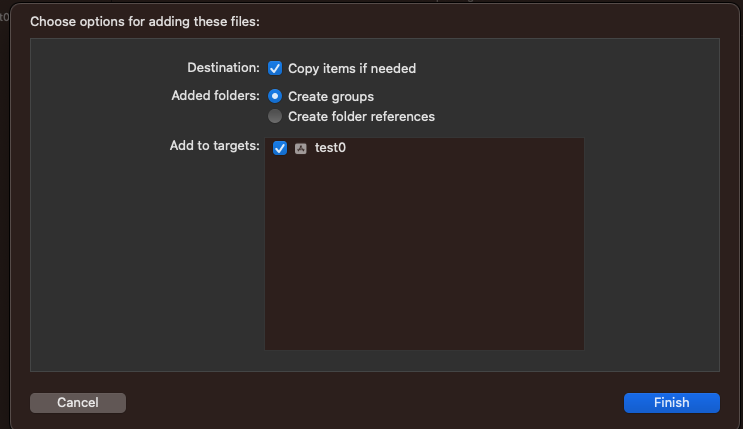 Choose options for adding these files:
Destination: Copy items if needed
Added folders: Create groups
Create folder references
Add to targets: test0
Cancel Finish